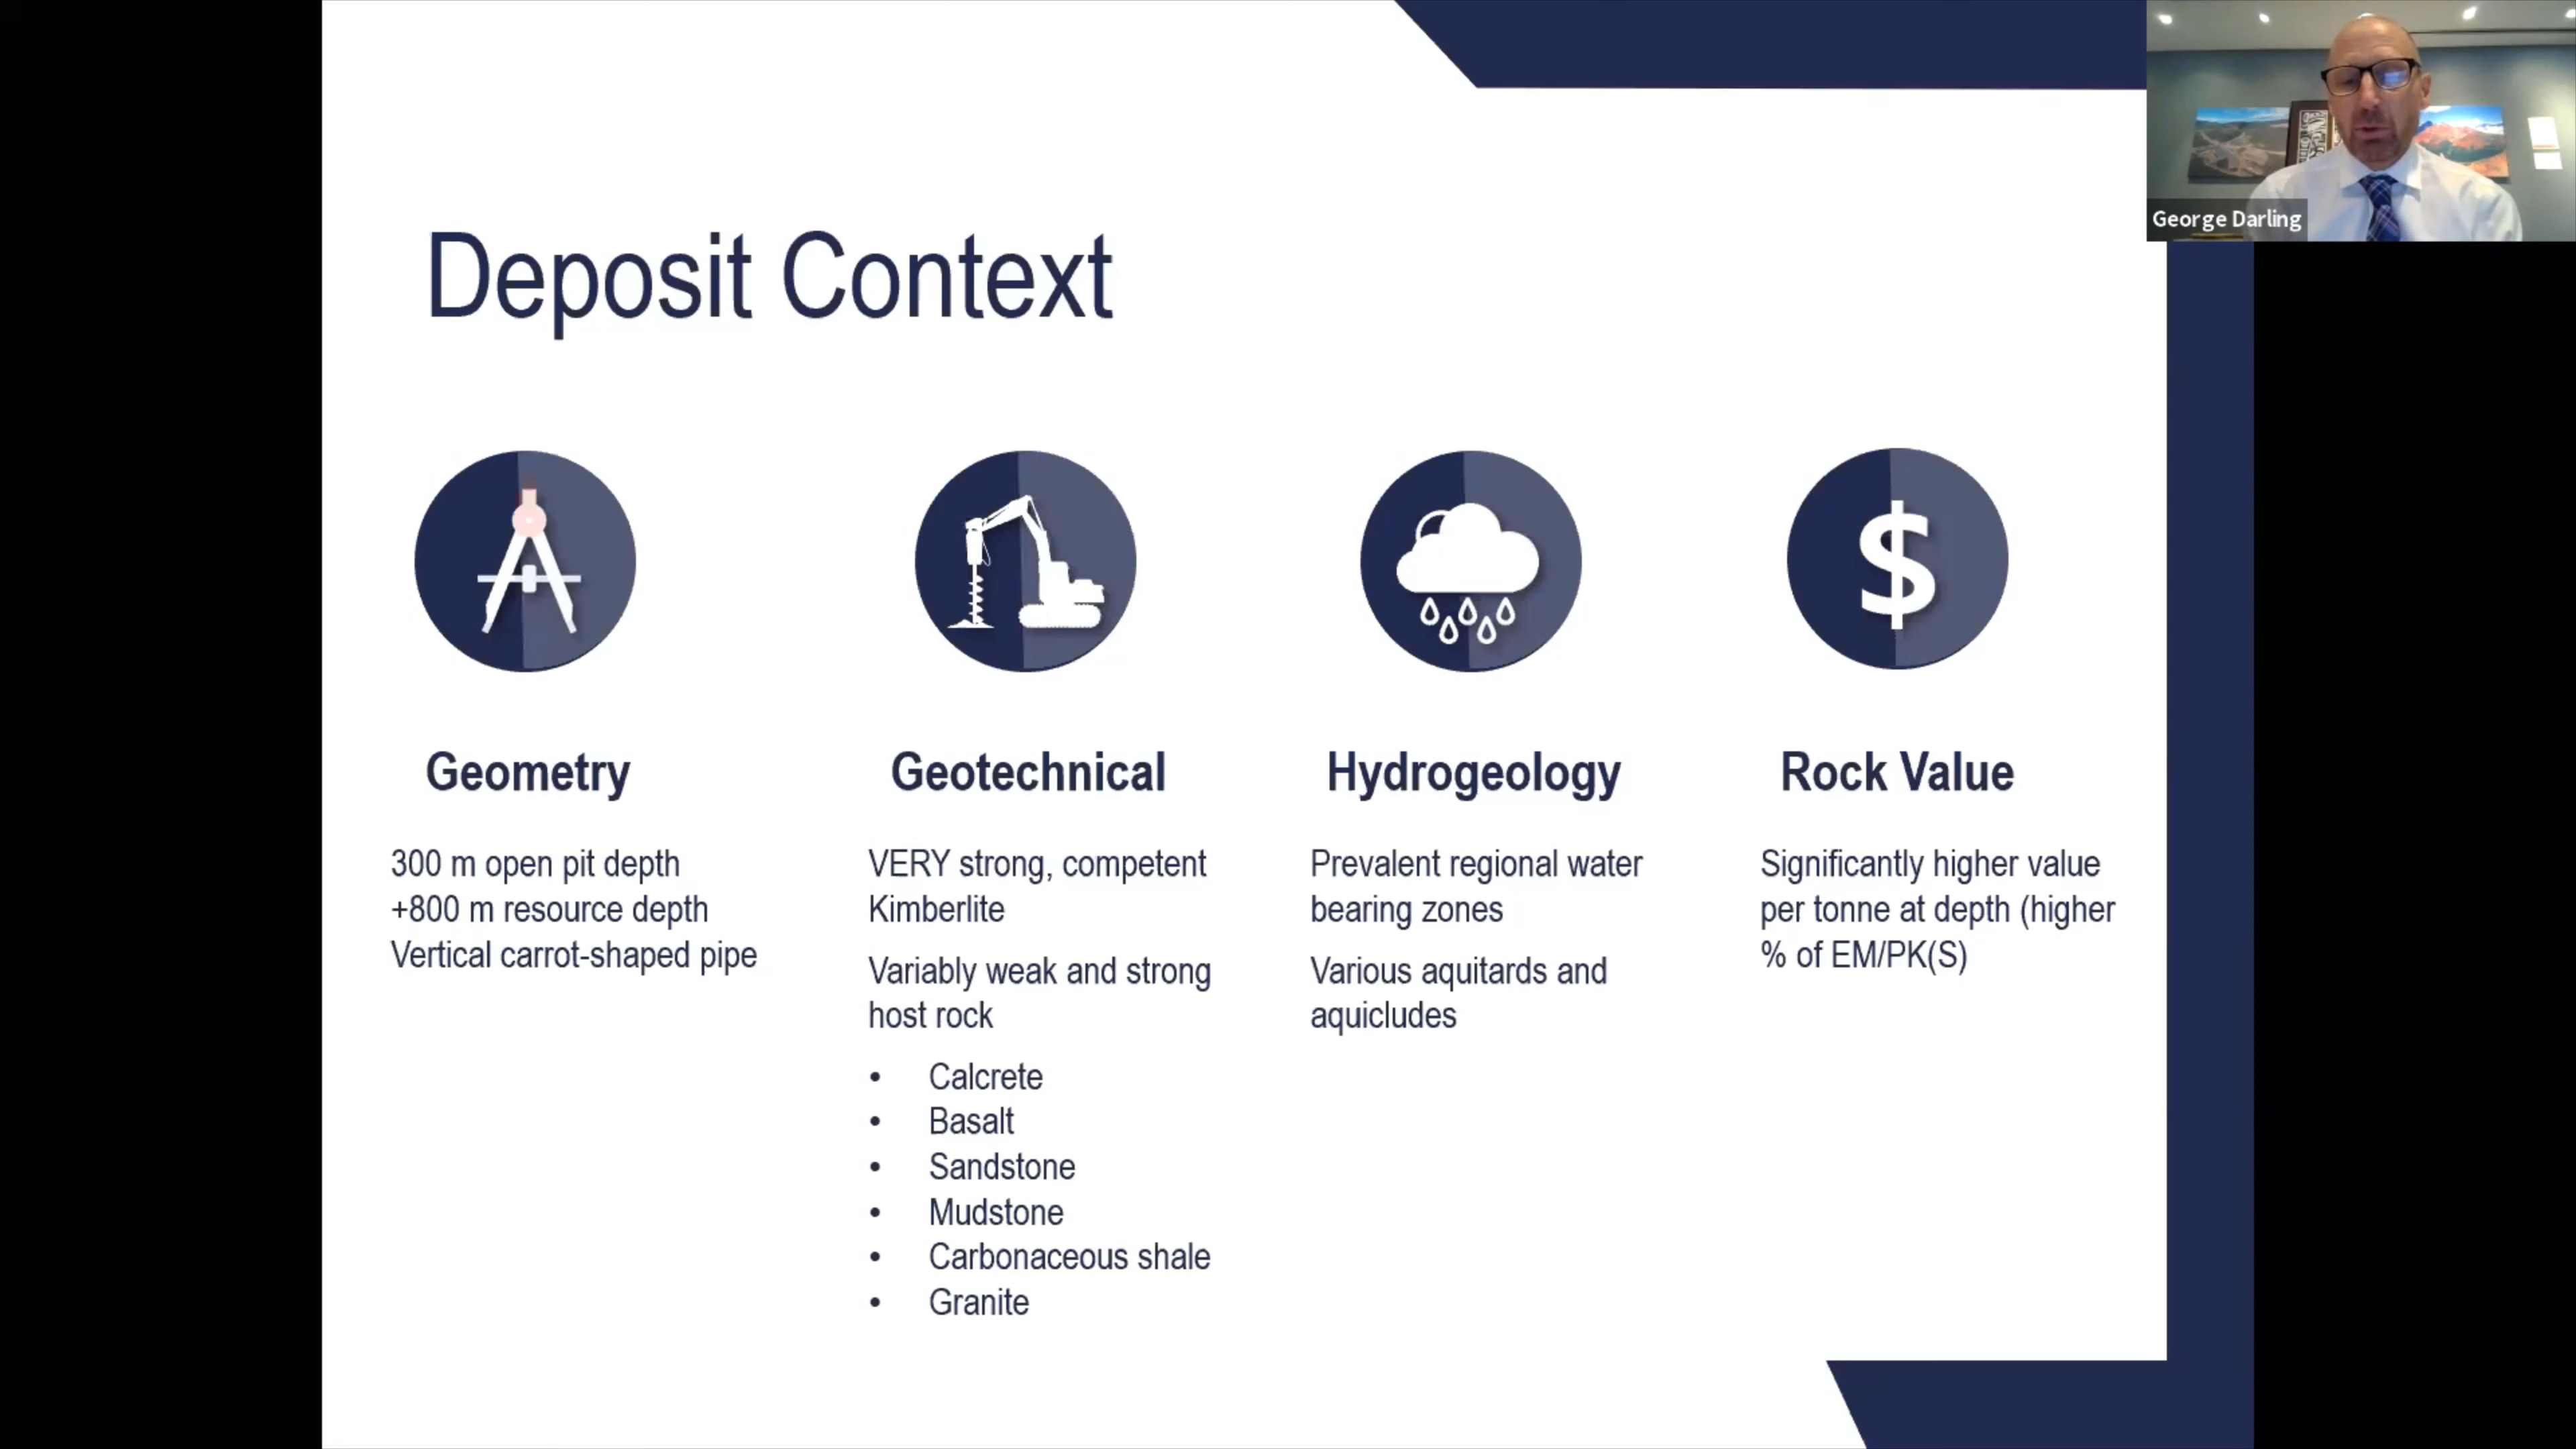 George Darling
Deposit Context
Geometry
300 m open pit depth
+800 m resource depth
Vertical carrot-shaped pipe
Geotechnical
VERY strong, competent
Kimberlite
Variably weak and strong
host rock
• Calcrete
• Basalt
• Sandstone
• Mudstone
• Carbonaceous shale
• Granite
Hydrogeology
Prevalent regional water
bearing zones
Various aquitards and
aquicludes
$
Rock Value
Significantly higher value
per tonne at depth (higher
% of EM/PK(S)